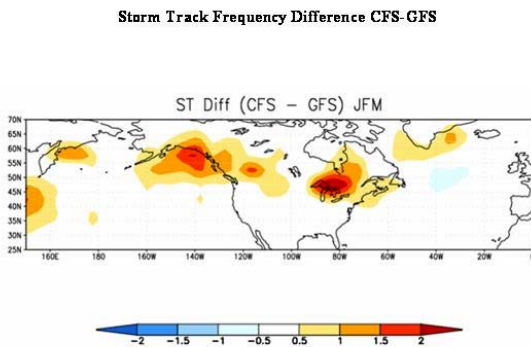 Storm Track Frequency Difference CFS-GFS
ST Diff (CFS – GFS) JFM
70N
65N
60N
55N
50N
45N
40N
35N
30N
25N
160E 180 160W 140W 120W 100W 80W 60W 40W 20W 0
-2 -1.5 -1 -0.5 0.5 1 1.5 2